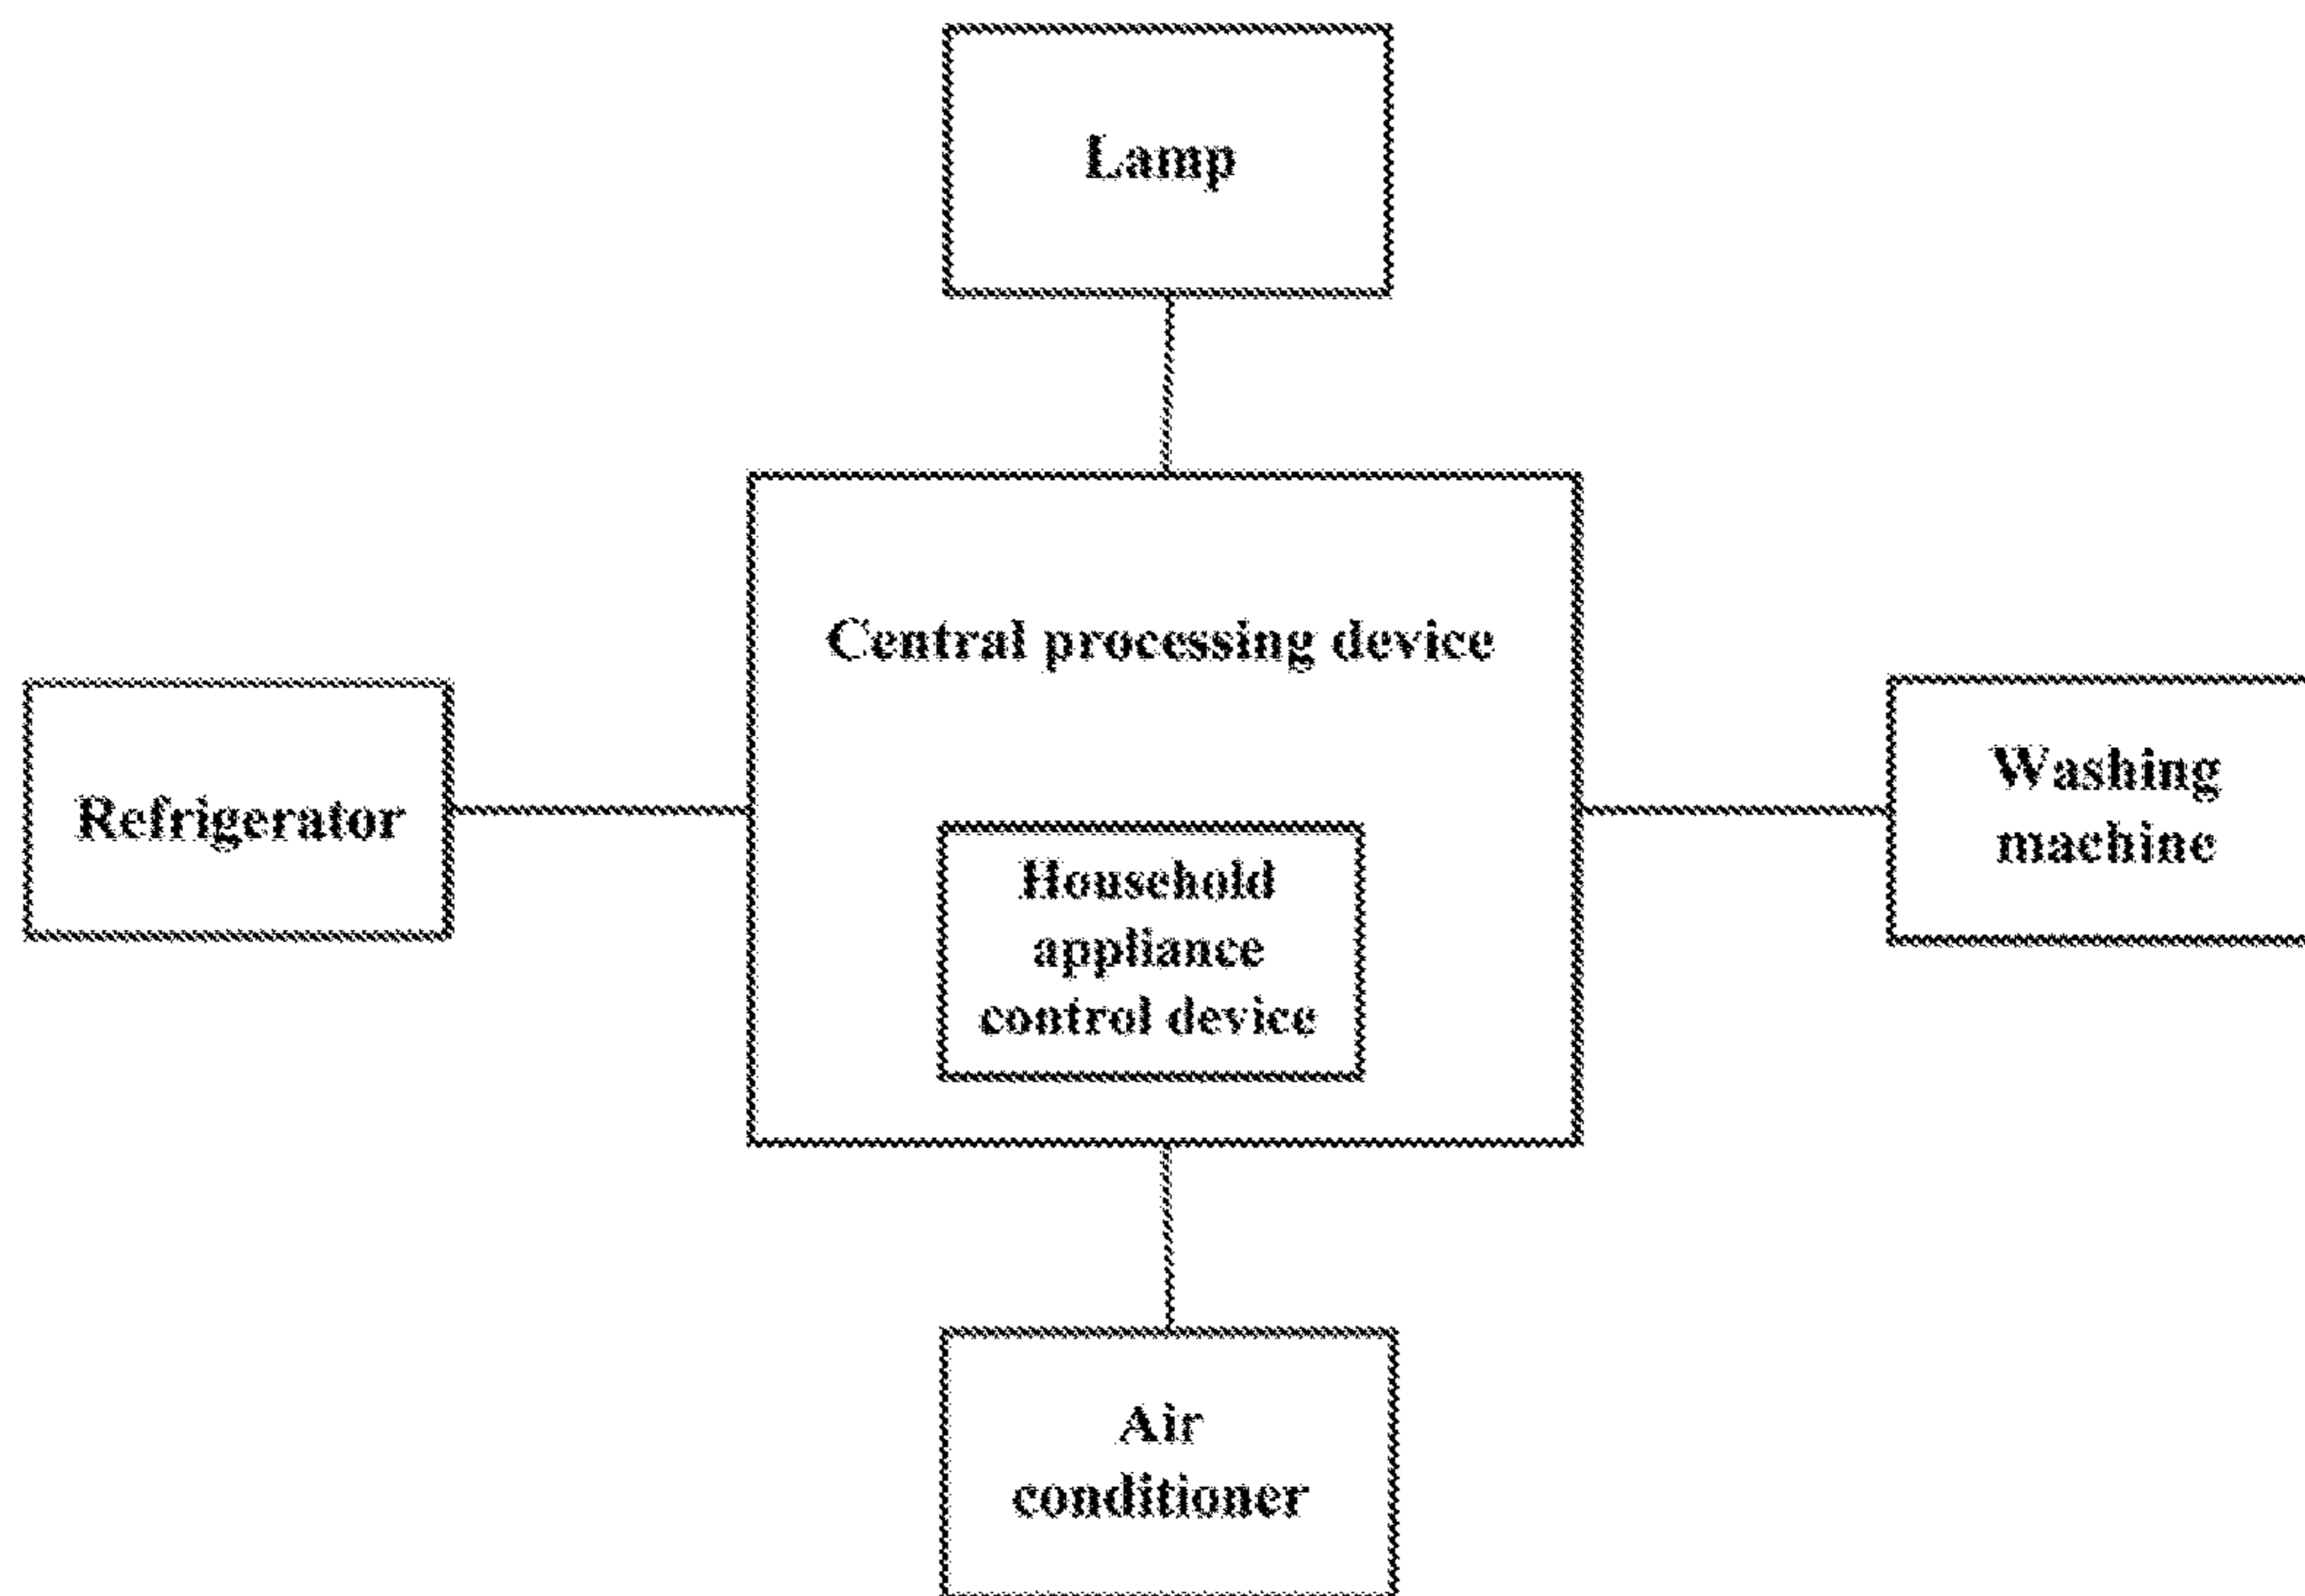 Lamp
Central processing device
Refrigerator
Washing
machine
Household
appliance
control device
Air
conditioner